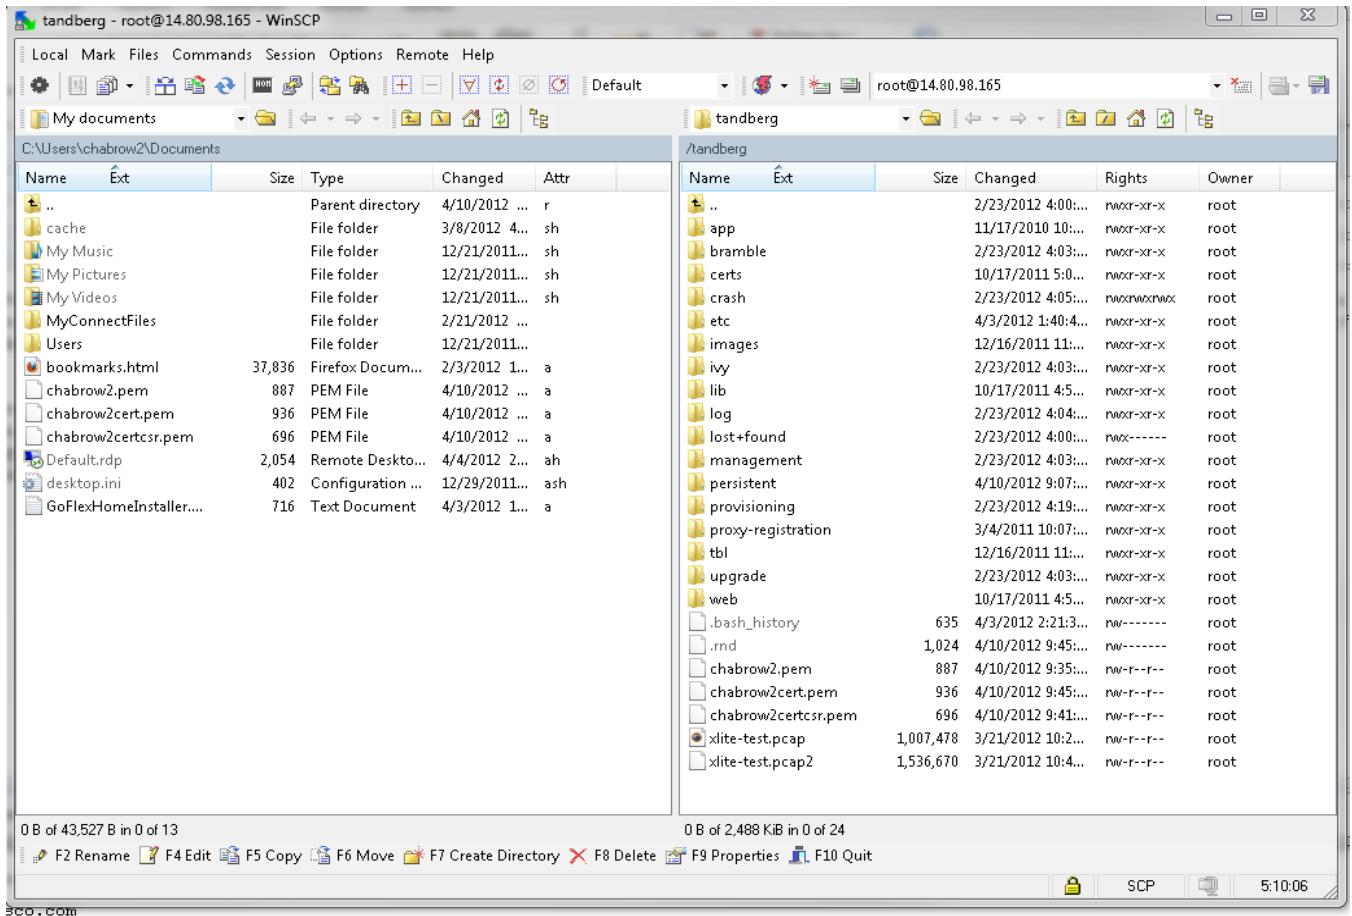 tandberg - root@14.80.98.165 - WinSCP
Local Mark Files Commands Session Options Remote Help
Default root@14.80.98.165
My documents tandberg
C:\Users\chabrow2\Documents /tandberg
Name Ext Size Type Changed Attr Name Ext Size Changed Rights Owner
.. Parent directory 4/10/2012 ... r .. 2/23/2012 4:00:... rwxr-xr-x root
cache File folder 3/8/2012 4... sh app 11/17/2010 10:... rwxr-xr-x root
My Music File folder 12/21/2011... sh bramble 2/23/2012 4:03:... rwxr-xr-x root
My Pictures File folder 12/21/2011... sh certs 10/17/2011 5:0... rwxr-xr-x root
My Videos File folder 12/21/2011... sh crash 2/23/2012 4:05:... rwxrwxrwx root
MyConnectFiles File folder 2/21/2012 ... etc 4/3/2012 1:40:4... rwxr-xr-x root
Users File folder 12/21/2011... images 12/16/2011 11:... rwxr-xr-x root
bookmarks.html 37,836 Firefox Docum... 2/3/2012 1... a ivy 2/23/2012 4:03:... rwxr-xr-x root
chabrow2.pem 887 PEM File 4/10/2012 ... a lib 10/17/2011 4:5... rwxr-xr-x root
chabrow2cert.pem 936 PEM File 4/10/2012 ... a log 2/23/2012 4:04:... rwxr-xr-x root
chabrow2certcsr.pem 696 PEM File 4/10/2012 ... a lost+found 2/23/2012 4:00:... rwx------ root
Default.rdp 2,054 Remote Deskto... 4/4/2012 2... ah management 2/23/2012 4:03:... rwxr-xr-x root
desktop.ini 402 Configuration ... 12/29/2011... ash persistent 4/10/2012 9:07:... rwxr-xr-x root
GoFlexHomeInstaller.... 716 Text Document 4/3/2012 1... a provisioning 2/23/2012 4:19:... rwxr-xr-x root
proxy-registration 3/4/2011 10:07:... rwxr-xr-x root
tbl 12/16/2011 11:... rwxr-xr-x root
upgrade 2/23/2012 4:03:... rwxr-xr-x root
web 10/17/2011 4:5... rwxr-xr-x root
.bash_history 635 4/3/2012 2:21:3... rw------- root
.rnd 1,024 4/10/2012 9:45:... rw------- root
chabrow2.pem 887 4/10/2012 9:35:... rw-r--r-- root
chabrow2cert.pem 936 4/10/2012 9:45:... rw-r--r-- root
chabrow2certcsr.pem 696 4/10/2012 9:41:... rw-r--r-- root
xlite-test.pcap 1,007,478 3/21/2012 10:2... rw-r--r-- root
xlite-test.pcap2 1,536,670 3/21/2012 10:4... rw-r--r-- root
0 B of 43,527 B in 0 of 13 0 B of 2,488 KiB in 0 of 24
F2 Rename F4 Edit F5 Copy F6 Move F7 Create Directory F8 Delete F9 Properties F10 Quit
SCP 5:10:06
sco.com